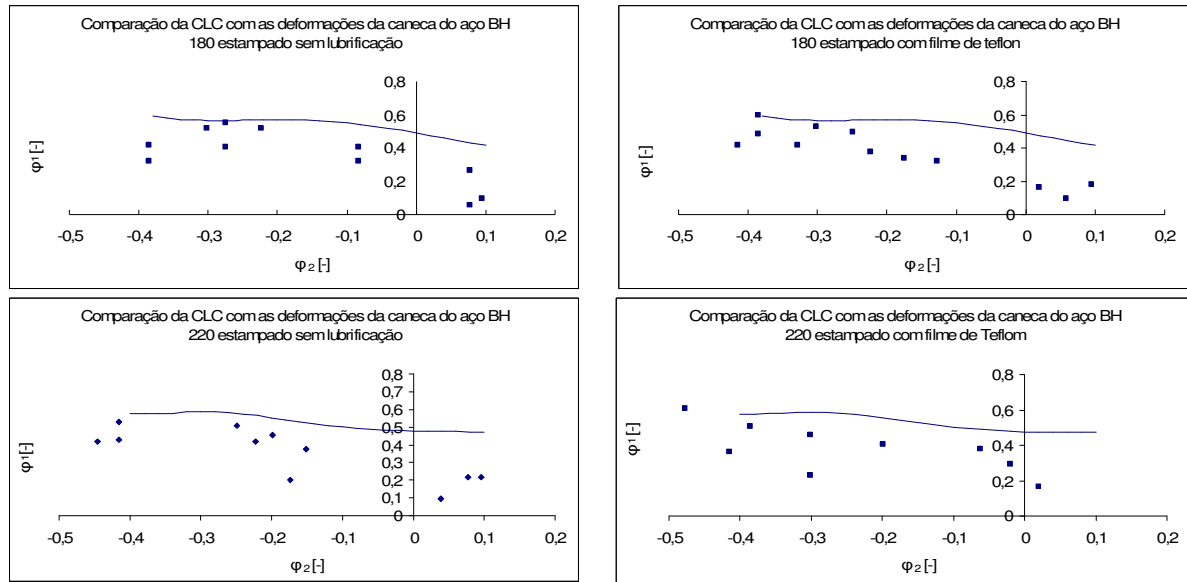 Comparação da CLC com as deformações da caneca do aço BH
180 estampado sem lubrificação
0,8
0,6
0,4
0,2
0
φ1 [-]
-0,5 -0,4 -0,3 -0,2 -0,1 0 0,1 0,2
φ2 [-]
Comparação da CLC com as deformações da caneca do aço BH
180 estampado com filme de teflon
0,8
0,6
0,4
0,2
0
φ1 [-]
-0,5 -0,4 -0,3 -0,2 -0,1 0 0,1 0,2
φ2 [-]
Comparação da CLC com as deformações da caneca do aço BH
220 estampado sem lubrificação
0,8
0,7
0,6
0,5
0,4
0,3
0,2
0,1
0
φ1 [-]
-0,5 -0,4 -0,3 -0,2 -0,1 0 0,1 0,2
φ2 [-]
Comparação da CLC com as deformações da caneca do aço BH
220 estampado com filme de Teflom
0,8
0,6
0,4
0,2
0
φ1 [-]
-0,5 -0,4 -0,3 -0,2 -0,1 0 0,1 0,2
φ2 [-]